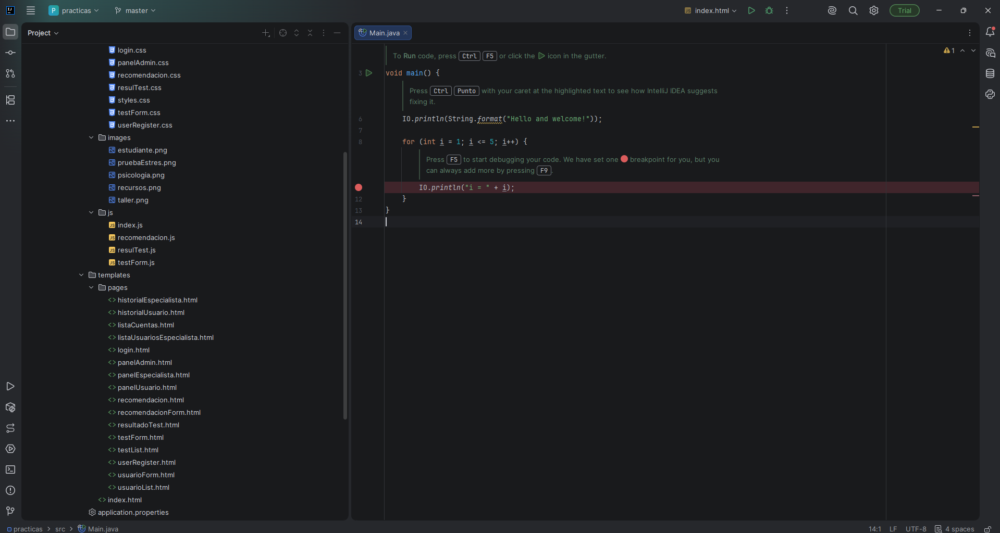 P practicas master index.html Trial
Project
login.css
panelAdmin.css
recomendacion.css
resulTest.css
styles.css
testForm.css
userRegister.css
images
estudiante.png
pruebaEstres.png
psicologia.png
recursos.png
taller.png
js
index.js
recomendacion.js
resulTest.js
testForm.js
templates
pages
historialEspecialista.html
historialUsuario.html
listaCuentas.html
listaUsuariosEspecialista.html
login.html
panelAdmin.html
panelEspecialista.html
panelUsuario.html
recomendacion.html
recomendacionForm.html
resultadoTest.html
testForm.html
testList.html
userRegister.html
usuarioForm.html
usuarioList.html
index.html
application.properties
Main.java
1
To Run code, press Ctrl F5 or click the icon in the gutter.
3 void main() {
Press Ctrl Punto with your caret at the highlighted text to see how IntelliJ IDEA suggests
fixing it.
6 IO.println(String.format("Hello and welcome!"));
7
8 for (int i = 1; i <= 5; i++) {
Press F5 to start debugging your code. We have set one breakpoint for you, but you
can always add more by pressing F9.
IO.println("i = " + i);
12 }
13 }
14
practicas > src > Main.java
14:1 LF UTF-8 4 spaces